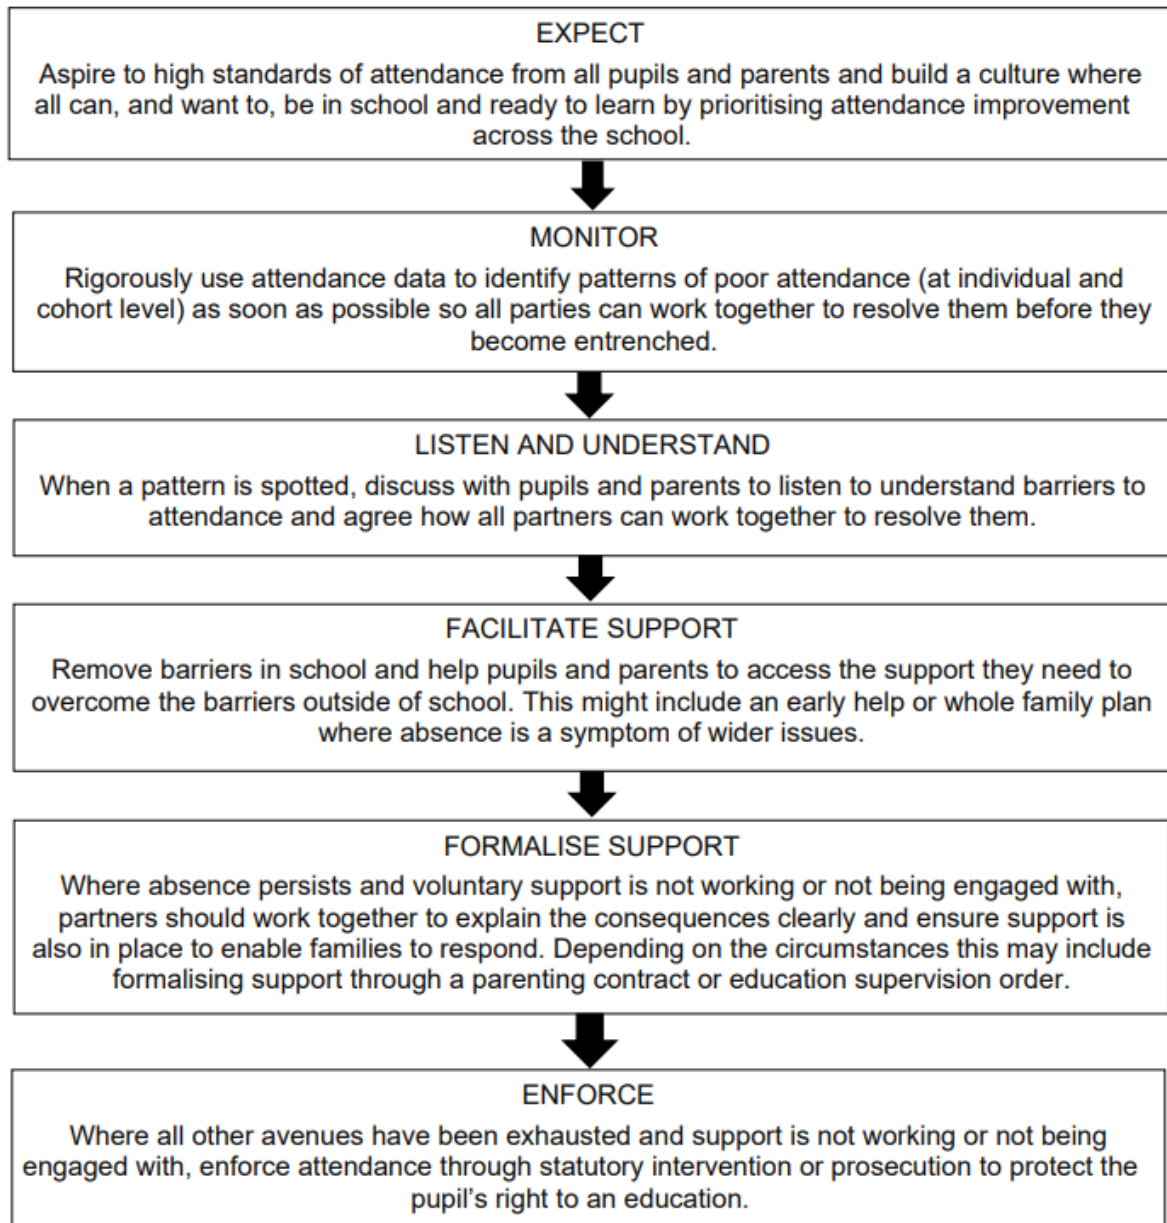 EXPECT
Aspire to high standards of attendance from all pupils and parents and build a culture where
all can, and want to, be in school and ready to learn by prioritising attendance improvement
across the school.
MONITOR
Rigorously use attendance data to identify patterns of poor attendance (at individual and
cohort level) as soon as possible so all parties can work together to resolve them before they
become entrenched.
LISTEN AND UNDERSTAND
When a pattern is spotted, discuss with pupils and parents to listen to understand barriers to
attendance and agree how all partners can work together to resolve them.
FACILITATE SUPPORT
Remove barriers in school and help pupils and parents to access the support they need to
overcome the barriers outside of school. This might include an early help or whole family plan
where absence is a symptom of wider issues.
FORMALISE SUPPORT
Where absence persists and voluntary support is not working or not being engaged with,
partners should work together to explain the consequences clearly and ensure support is
also in place to enable families to respond. Depending on the circumstances this may include
formalising support through a parenting contract or education supervision order.
ENFORCE
Where all other avenues have been exhausted and support is not working or not being
engaged with, enforce attendance through statutory intervention or prosecution to protect the
pupil's right to an education.